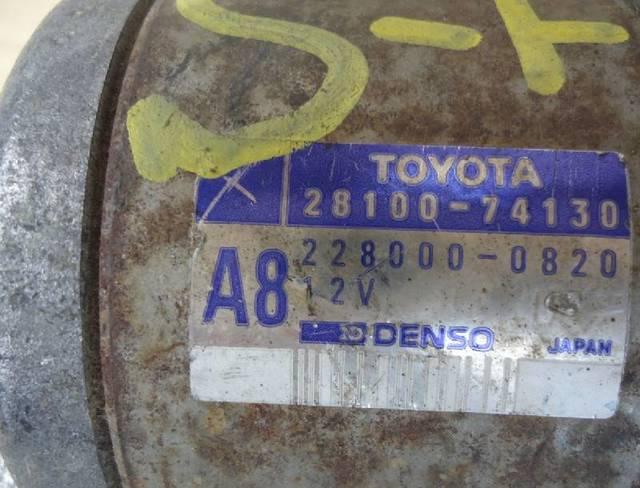 S-X
TOYOTA
28100-74130
A8
228000-0820
12V
DENSO
JAPAN